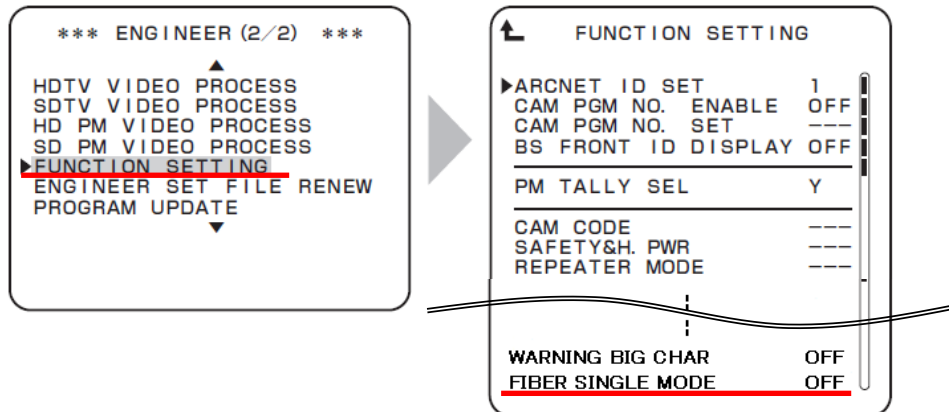 *** ENGINEER (2/2) ***
HDTV VIDEO PROCESS
SDTV VIDEO PROCESS
HD PM VIDEO PROCESS
SD PM VIDEO PROCESS
FUNCTION SETTING
ENGINEER SET FILE RENEW
PROGRAM UPDATE
FUNCTION SETTING
ARCNET ID SET 1
CAM PGM NO. ENABLE OFF
CAM PGM NO. SET ---
BS FRONT ID DISPLAY OFF
PM TALLY SEL Y
CAM CODE ---
SAFETY&H. PWR ---
REPEATER MODE ---
WARNING BIG CHAR OFF
FIBER SINGLE MODE OFF